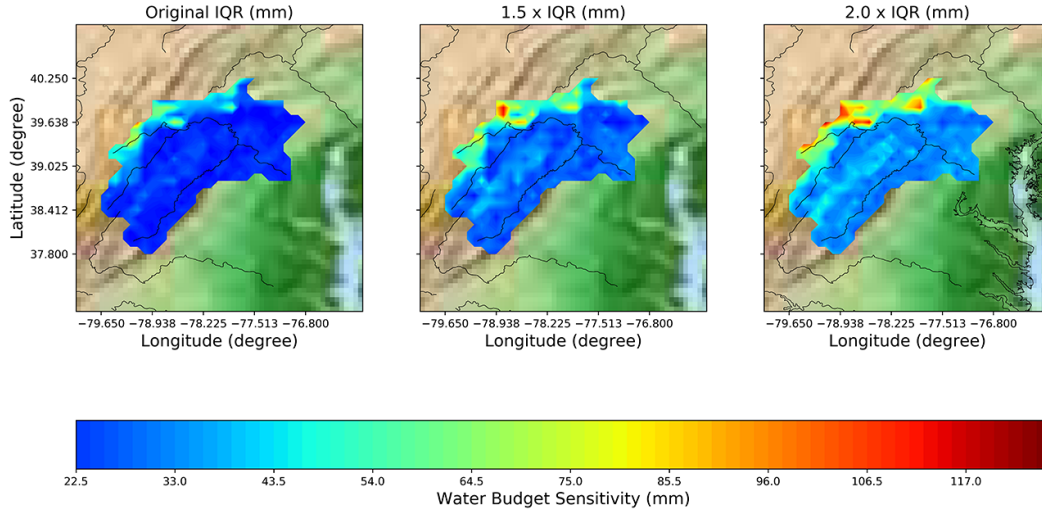 Original IQR (mm)
1.5 x IQR (mm)
2.0 x IQR (mm)
Latitude (degree)
40.250
39.638
39.025
38.412
37.800
−79.650 −78.938 −78.225 −77.513 −76.800
−79.650 −78.938 −78.225 −77.513 −76.800
−79.650 −78.938 −78.225 −77.513 −76.800
Longitude (degree)
Longitude (degree)
Longitude (degree)
22.5 33.0 43.5 54.0 64.5 75.0 85.5 96.0 106.5 117.0
Water Budget Sensitivity (mm)